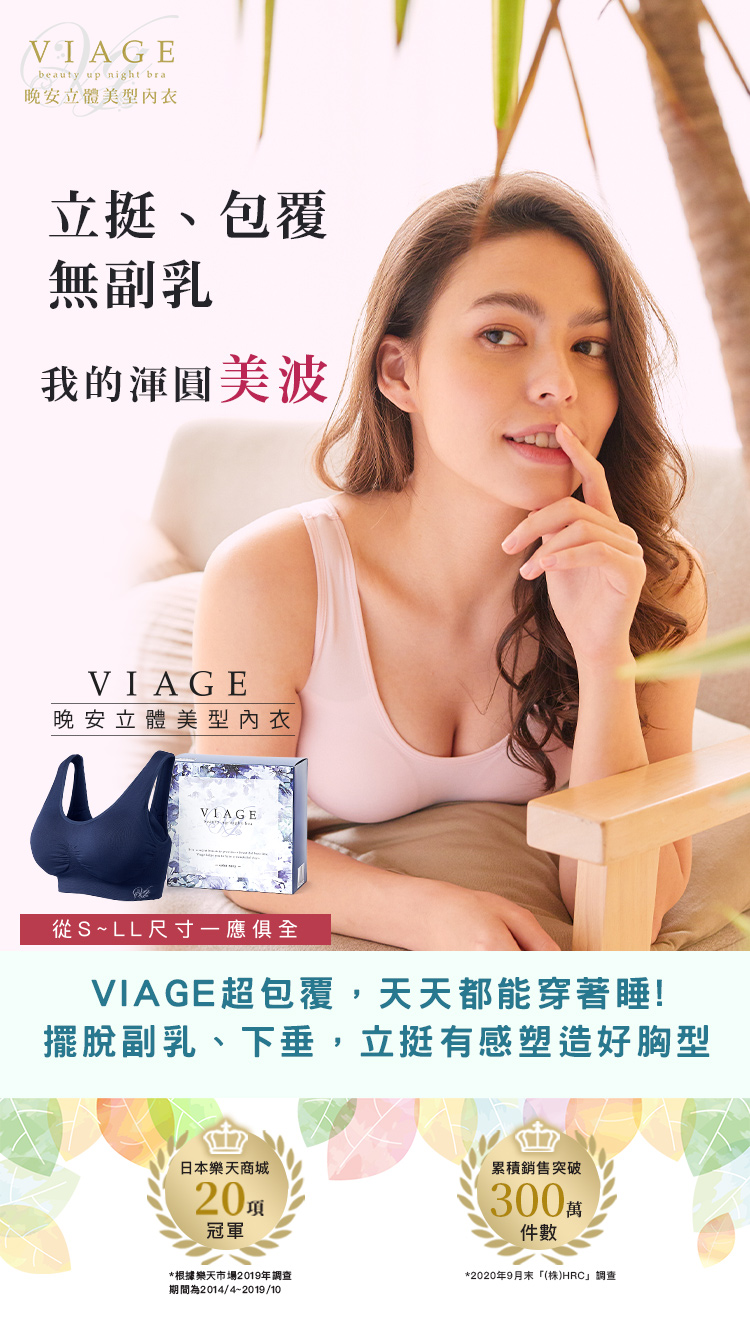 VIAGE
beauty up night bra
晚安立體美型內衣
立挺、包覆
無副乳
我的渾圓美波
VIAGE
晚安立體美型內衣
VIAGE
beauty up night bra
從S~LL尺寸一應俱全
VIAGE超包覆，天天都能穿著睡!
擺脫副乳、下垂，立挺有感塑造好胸型
日本樂天商城
20項
冠軍
*根據樂天市場2019年調查
期間為2014/4~2019/10
累積銷售突破
300萬
件數
*2020年9月末「(株)HRC」調查